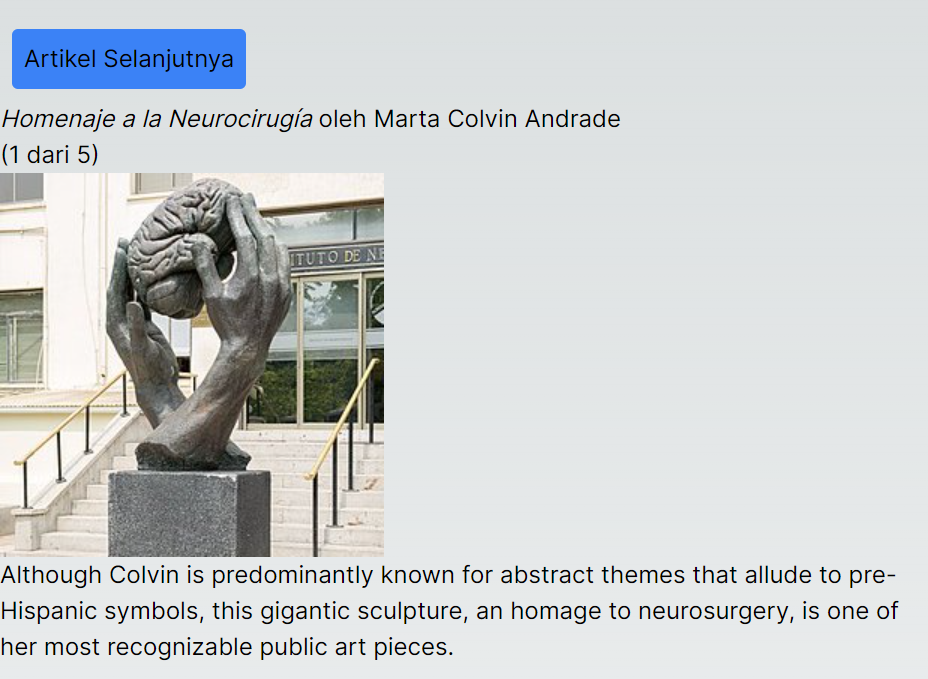 Artikel Selanjutnya
Homenaje a la Neurocirugía oleh Marta Colvin Andrade
(1 dari 5)
ITUTO DE NE
Although Colvin is predominantly known for abstract themes that allude to pre-
Hispanic symbols, this gigantic sculpture, an homage to neurosurgery, is one of
her most recognizable public art pieces.